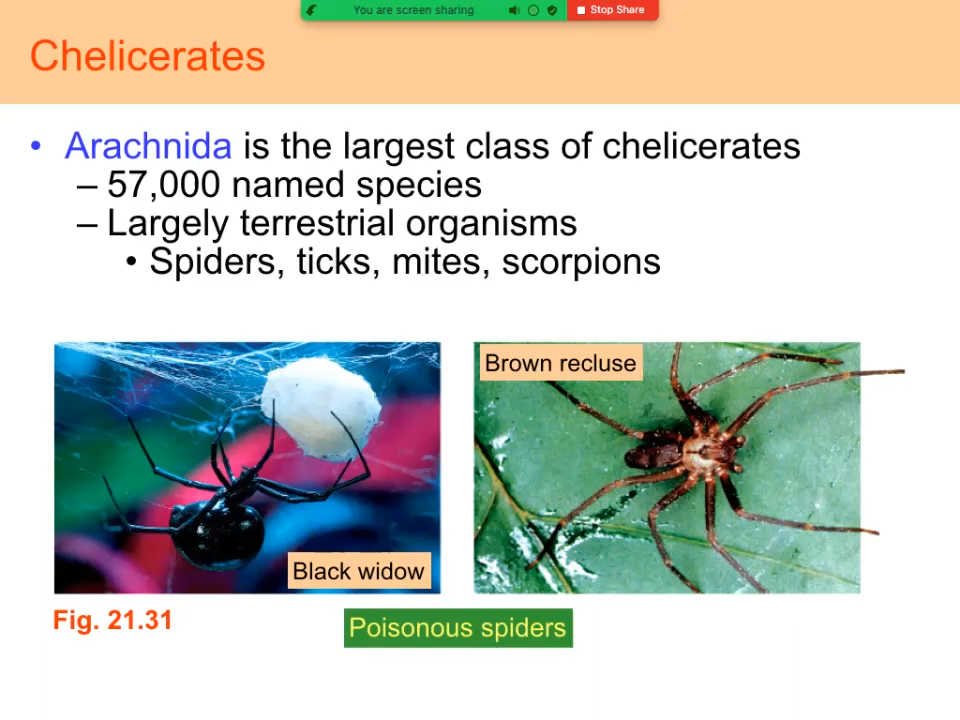 You are screen sharing
Stop Share
Chelicerates
• Arachnida is the largest class of chelicerates
– 57,000 named species
– Largely terrestrial organisms
• Spiders, ticks, mites, scorpions
Brown recluse
Black widow
Fig. 21.31
Poisonous spiders